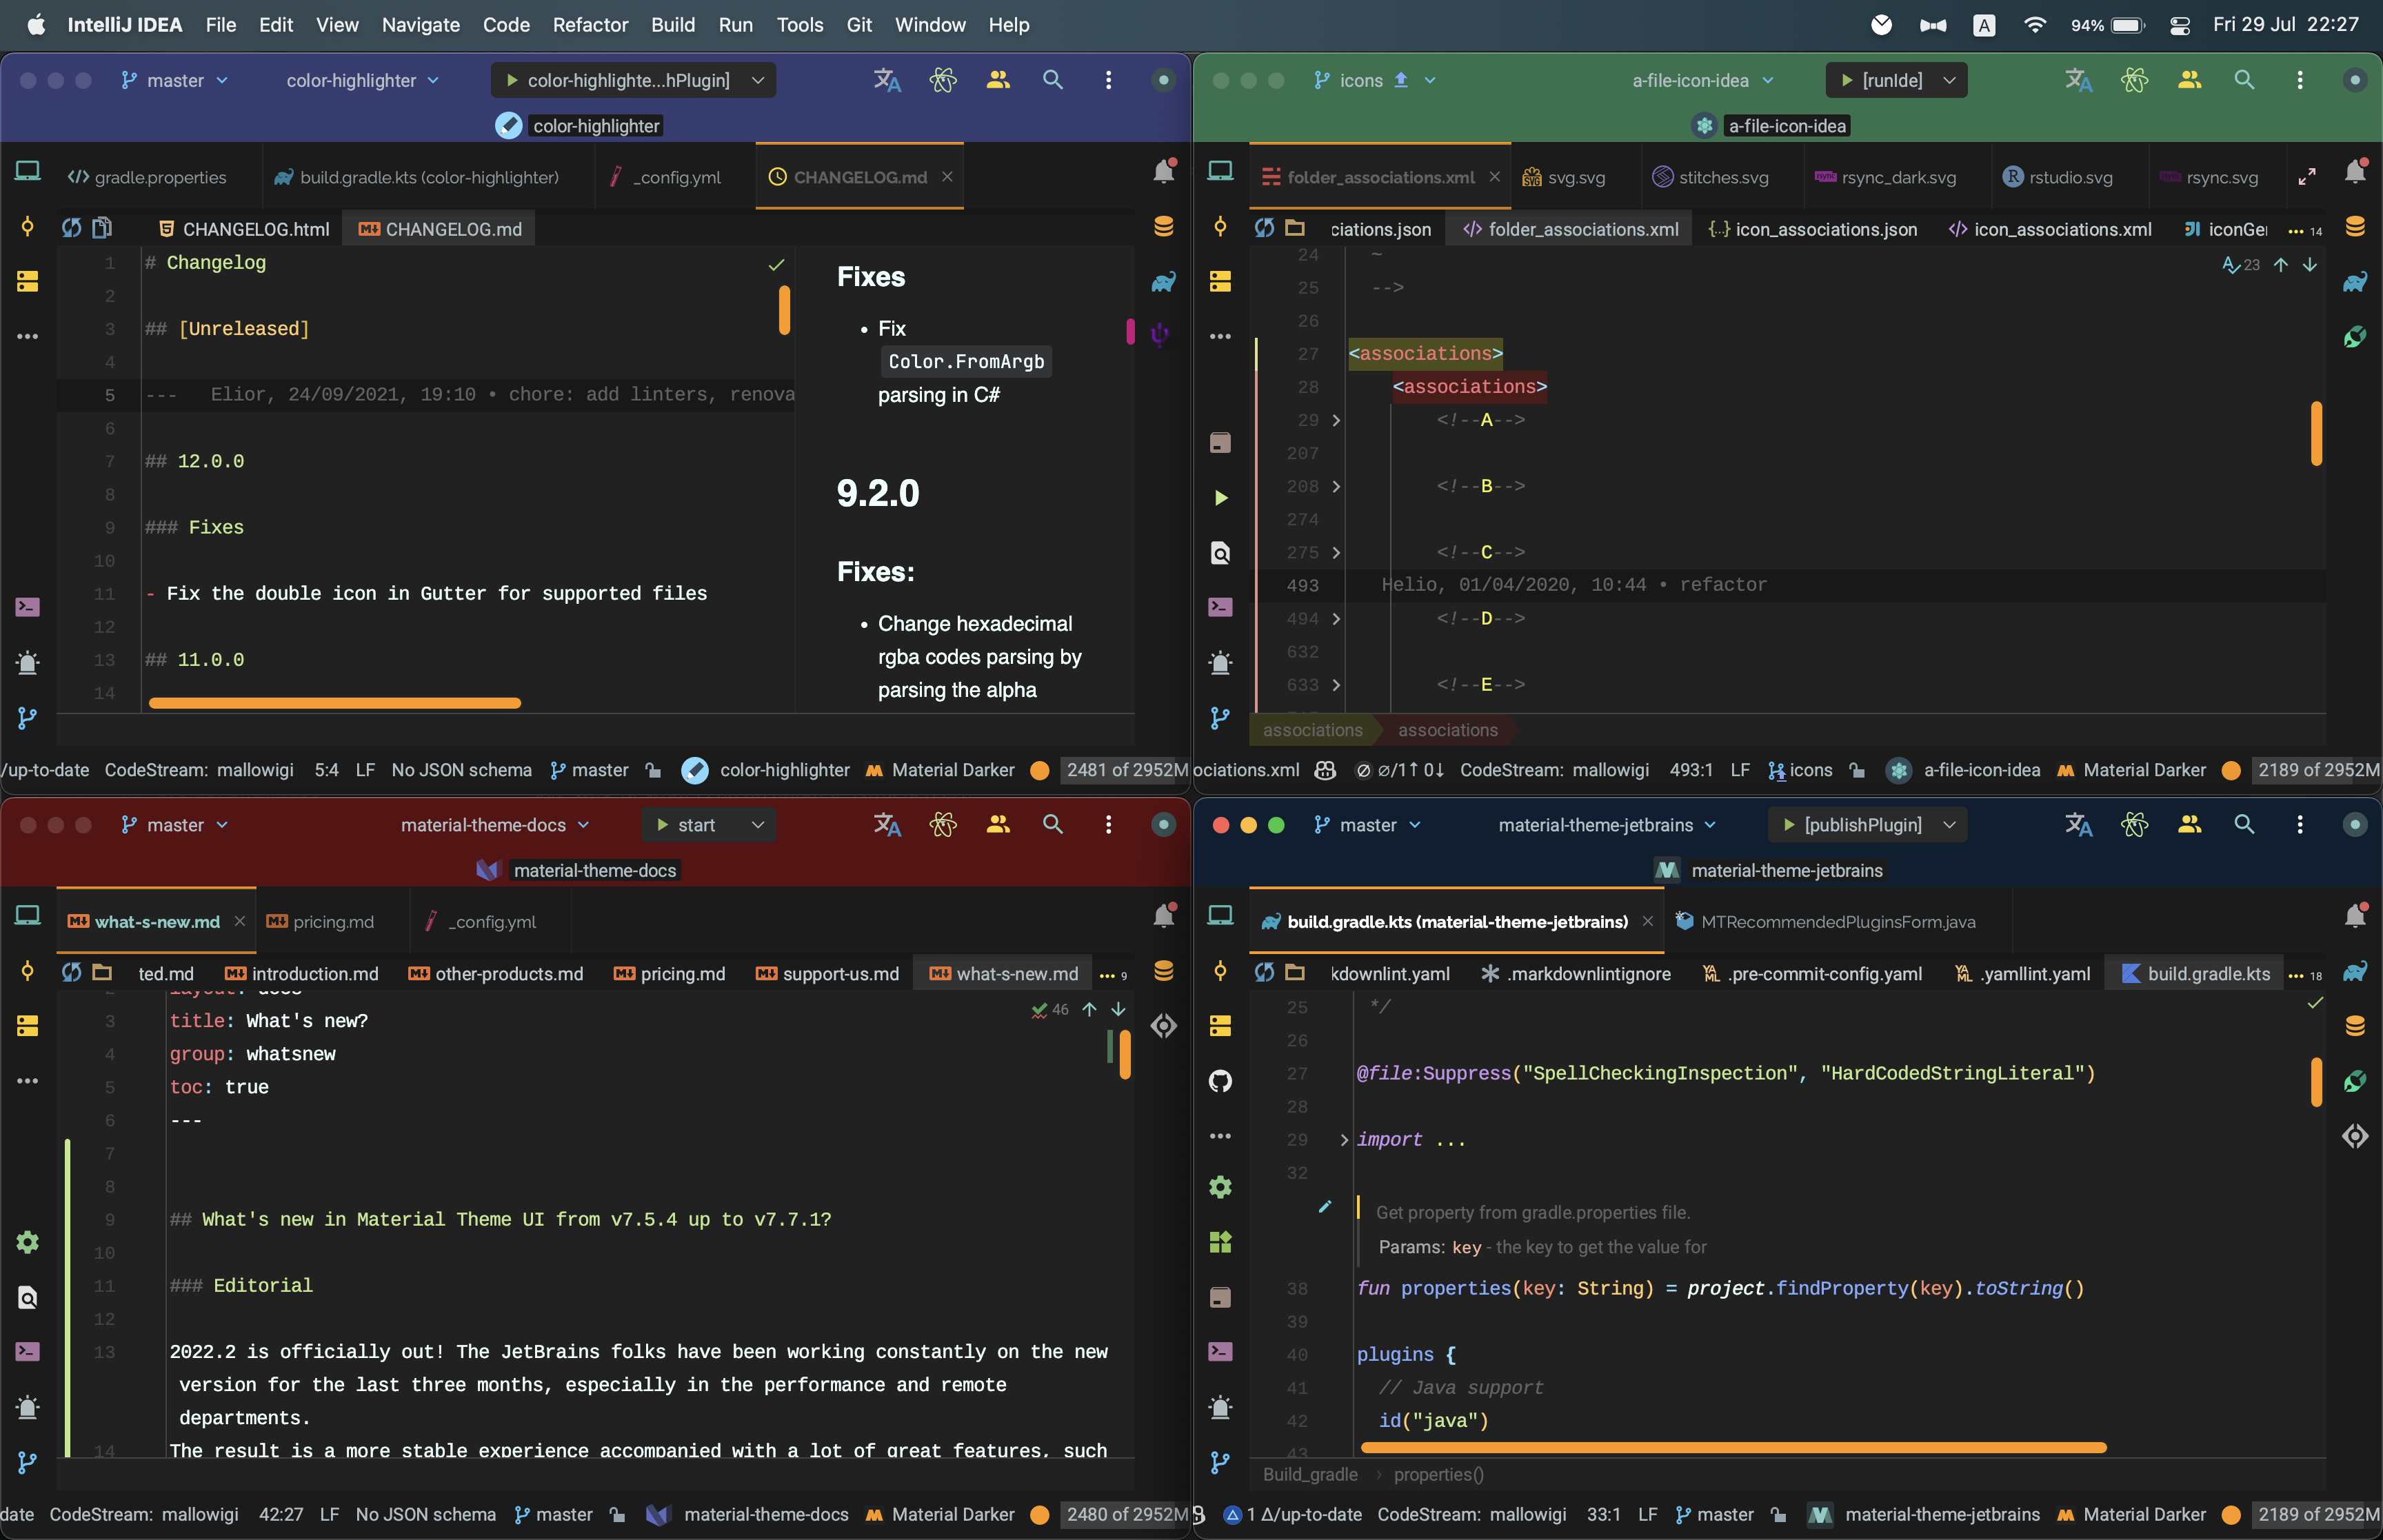 IntelliJ IDEA File Edit View Navigate Code Refactor Build Run Tools Git Window Help A 94% Fri 29 Jul 22:27
master color-highlighter color-highlighte...hPlugin]
color-highlighter
gradle.properties build.gradle.kts (color-highlighter) _config.yml CHANGELOG.md
CHANGELOG.html CHANGELOG.md
1 # Changelog
2
3 ## [Unreleased]
4
5 --- Elior, 24/09/2021, 19:10 • chore: add linters, renova
6
7 ## 12.0.0
8
9 ### Fixes
10
11 - Fix the double icon in Gutter for supported files
12
13 ## 11.0.0
14
Fixes
• Fix
Color.FromArgb
parsing in C#
9.2.0
Fixes:
• Change hexadecimal
rgba codes parsing by
parsing the alpha
/up-to-date CodeStream: mallowigi 5:4 LF No JSON schema master color-highlighter Material Darker 2481 of 2952M
icons a-file-icon-idea [runIde]
a-file-icon-idea
folder_associations.xml svg.svg stitches.svg rsync_dark.svg rstudio.svg rsync.svg
ciations.json folder_associations.xml icon_associations.json icon_associations.xml iconGe 14
23
24 ~
25 -->
26
27 <associations>
28 <associations>
29 <!--A-->
207
208 <!--B-->
274
275 <!--C-->
493 Helio, 01/04/2020, 10:44 • refactor
494 <!--D-->
632
633 <!--E-->
associations associations
ociations.xml ∅/1↑ 0↓ CodeStream: mallowigi 493:1 LF icons a-file-icon-idea Material Darker 2189 of 2952M
master material-theme-docs start
material-theme-docs
what-s-new.md pricing.md _config.yml
ted.md introduction.md other-products.md pricing.md support-us.md what-s-new.md 9
46
layout: docs
3 title: What's new?
4 group: whatsnew
5 toc: true
6 ---
7
8
9 ## What's new in Material Theme UI from v7.5.4 up to v7.7.1?
10
11 ### Editorial
12
13 2022.2 is officially out! The JetBrains folks have been working constantly on the new
version for the last three months, especially in the performance and remote
departments.
14 The result is a more stable experience accompanied with a lot of great features, such
date CodeStream: mallowigi 42:27 LF No JSON schema master material-theme-docs Material Darker 2480 of 2952M
master material-theme-jetbrains [publishPlugin]
material-theme-jetbrains
build.gradle.kts (material-theme-jetbrains) MTRecommendedPluginsForm.java
kdownlint.yaml .markdownlintignore .pre-commit-config.yaml .yamllint.yaml build.gradle.kts 18
25 */
26
27 @file:Suppress("SpellCheckingInspection", "HardCodedStringLiteral")
28
29 import ...
32
Get property from gradle.properties file.
Params: key - the key to get the value for
38 fun properties(key: String) = project.findProperty(key).toString()
39
40 plugins {
41 // Java support
42 id("java")
43
Build_gradle › properties()
1 Δ/up-to-date CodeStream: mallowigi 33:1 LF master material-theme-jetbrains Material Darker 2189 of 2952M